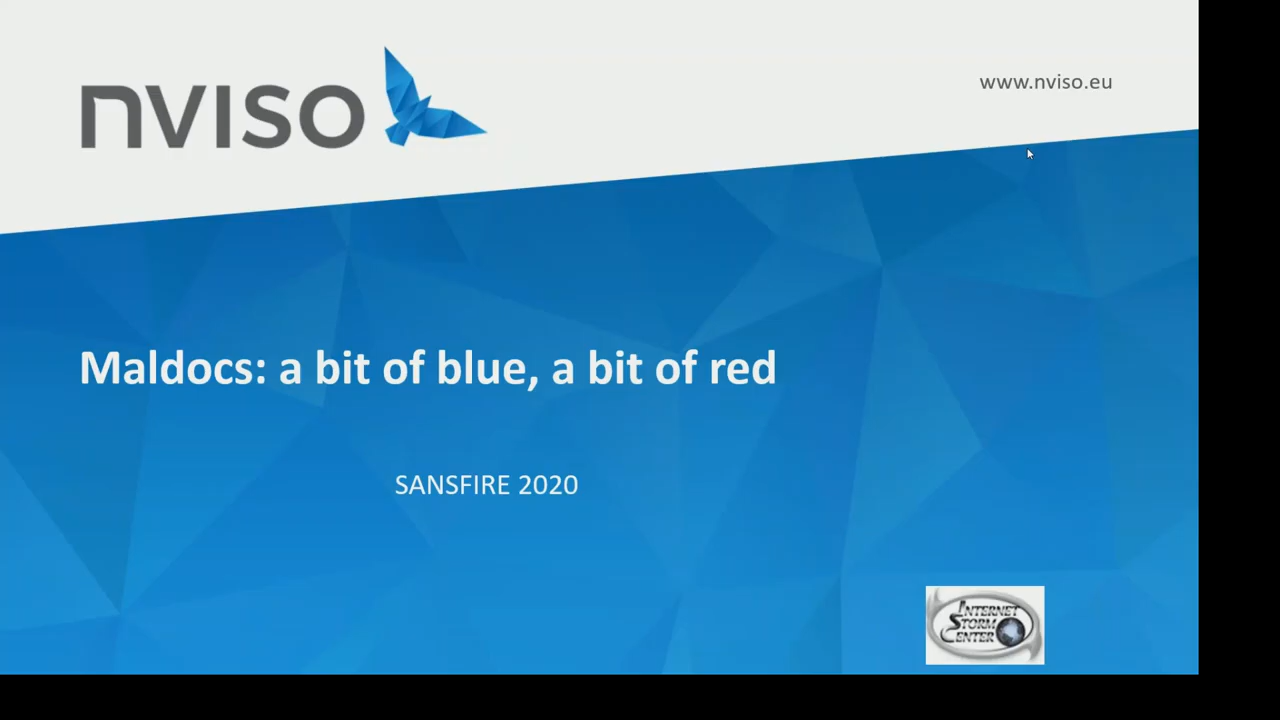 nviso
www.nviso.eu
Maldocs: a bit of blue, a bit of red
SANSFIRE 2020
INTERNET
STORM
CENTER